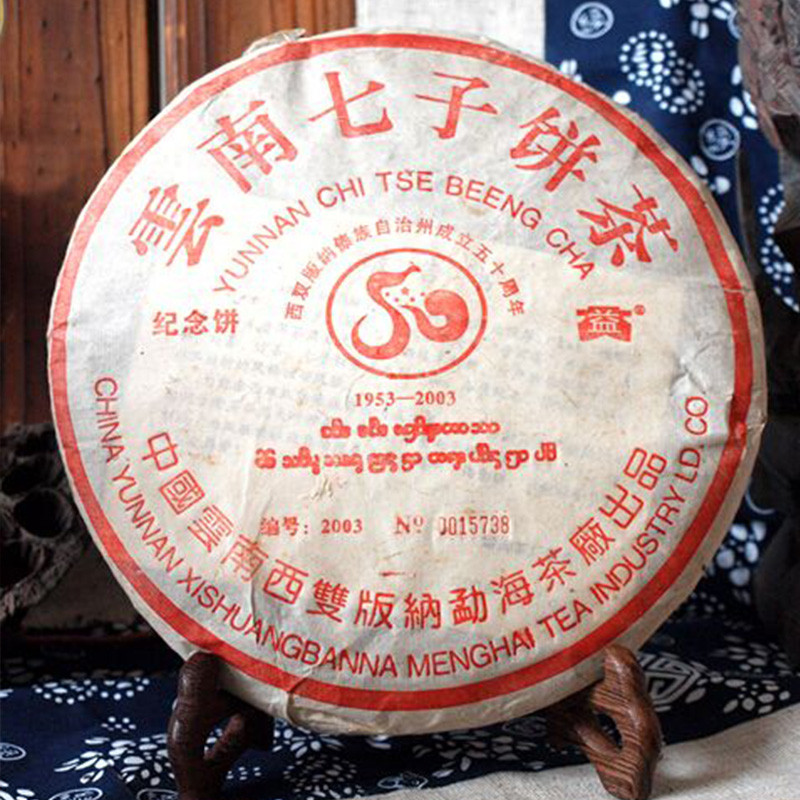 雲南七子餅茶
YUNNAN CHI TSE BEENG CHA
西双版纳傣族自治州成立五十周年
50
纪念饼
益®
1953—2003
编号: 2003 Nº 0015738
中國雲南西雙版納勐海茶廠出品
CHINA YUNNAN XISHUANGBANNA MENGHAI TEA INDUSTRY LD.CO